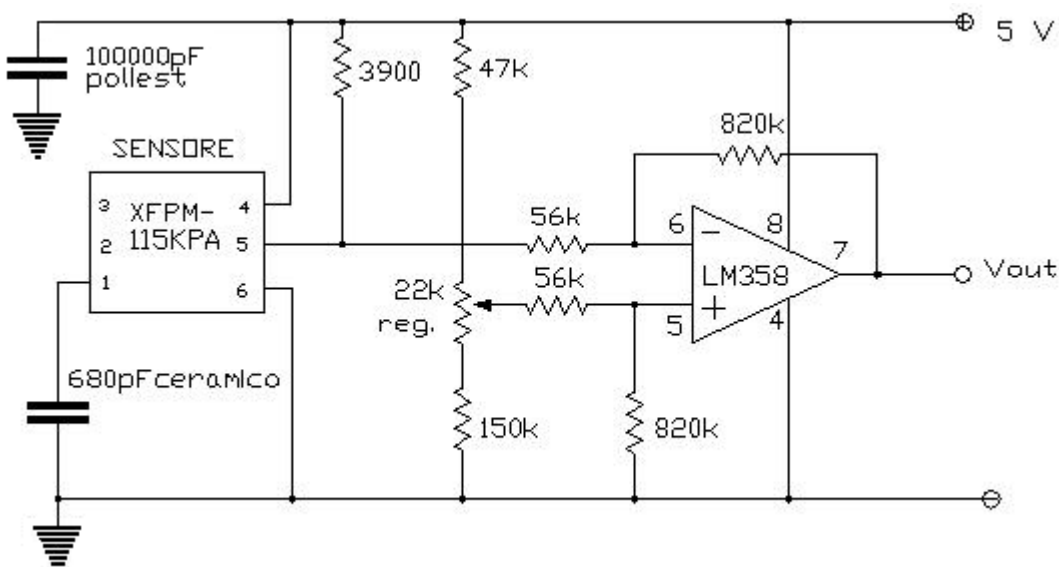 5 V
100000pF
pollest
3900
47k
820k
SENSORE
3
2
1
XFPM-
115KPA
4
5
6
56k
56k
6
8
7
LM358
5
4
Vout
22k
reg.
680pFceramico
150k
820k